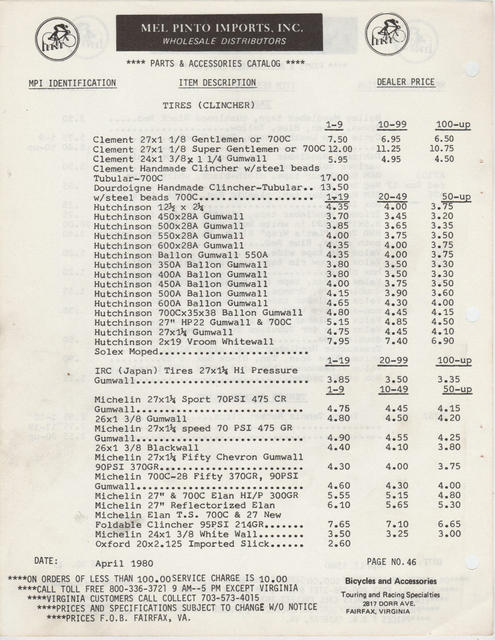 MEL PINTO IMPORTS, INC.
WHOLESALE DISTRIBUTORS
**** PARTS & ACCESSORIES CATALOG ****
MPI IDENTIFICATION ITEM DESCRIPTION DEALER PRICE
TIRES (CLINCHER)
1-9 10-99 100-up
Clement 27x1 1/8 Gentlemen or 700C 7.50 6.95 6.50
Clement 27x1 1/8 Super Gentlemen or 700C 12.00 11.25 10.75
Clement 24x1 3/8 x 1 1/4 Gumwall 5.95 4.95 4.50
Clement Handmade Clincher w/steel beads
Tubular-700C 17.00
Dourdoigne Handmade Clincher-Tubular.. 13.50
w/steel beads 700C................... 1-19 20-49 50-up
Hutchinson 12½ x 2¼ 4.35 4.00 3.75
Hutchinson 450x28A Gumwall 3.70 3.45 3.20
Hutchinson 500x28A Gumwall 3.85 3.65 3.35
Hutchinson 550x28A Gumwall 4.00 3.75 3.50
Hutchinson 600x28A Gumwall 4.35 4.00 3.75
Hutchinson Ballon Gumwall 550A 4.35 4.00 3.75
Hutchinson 350A Ballon Gumwall 3.80 3.50 3.30
Hutchinson 400A Ballon Gumwall 3.80 3.50 3.30
Hutchinson 450A Ballon Gumwall 4.00 3.75 3.50
Hutchinson 500A Ballon Gumwall 4.15 3.90 3.60
Hutchinson 600A Ballon Gumwall 4.65 4.30 4.00
Hutchinson 700Cx35x38 Ballon Gumwall 4.80 4.45 4.15
Hutchinson 27" HP22 Gumwall & 700C 5.15 4.85 4.50
Hutchinson 27x1¼ Gumwall 4.75 4.45 4.10
Hutchinson 2x19 Vroom Whitewall 7.95 7.40 6.90
Solex Moped..........................
1-19 20-99 100-up
IRC (Japan) Tires 27x1¼ Hi Pressure
Gumwall.............................. 3.85 3.50 3.35
1-9 10-49 50-up
Michelin 27x1¼ Sport 70PSI 475 CR
Gumwall.............................. 4.75 4.45 4.15
26x1 3/8 Gumwall 4.80 4.50 4.20
Michelin 27x1¼ speed 70 PSI 475 GR
Gumwall.............................. 4.90 4.55 4.25
26x1 3/8 Blackwall 4.40 4.10 3.80
Michelin 27x1¼ Fifty Chevron Gumwall
90PSI 370GR.......................... 4.30 4.00 3.75
Michelin 700C-28 Fifty 370GR, 90PSI
Gumwall.............................. 4.60 4.30 4.00
Michelin 27" & 700C Elan HI/P 300GR 5.55 5.15 4.80
Michelin 27" Reflectorized Elan 6.10 5.65 5.30
Michelin Elan T.S. 700C & 27 New
Foldable Clincher 95PSI 214GR....... 7.65 7.10 6.65
Michelin 24x1 3/8 White Wall......... 3.50 3.25 3.00
Oxford 20x2.125 Imported Slick....... 2.60
DATE: April 1980 PAGE NO. 46
****ON ORDERS OF LESS THAN 100.00 SERVICE CHARGE IS 10.00
****CALL TOLL FREE 800-336-3721 9 AM--5 PM EXCEPT VIRGINIA
****VIRGINIA CUSTOMERS CALL COLLECT 703-573-4015
****PRICES AND SPECIFICATIONS SUBJECT TO CHANGE W/O NOTICE
****PRICES F.O.B. FAIRFAX, VA.
Bicycles and Accessories
Touring and Racing Specialties
2817 DORR AVE.
FAIRFAX, VIRGINIA